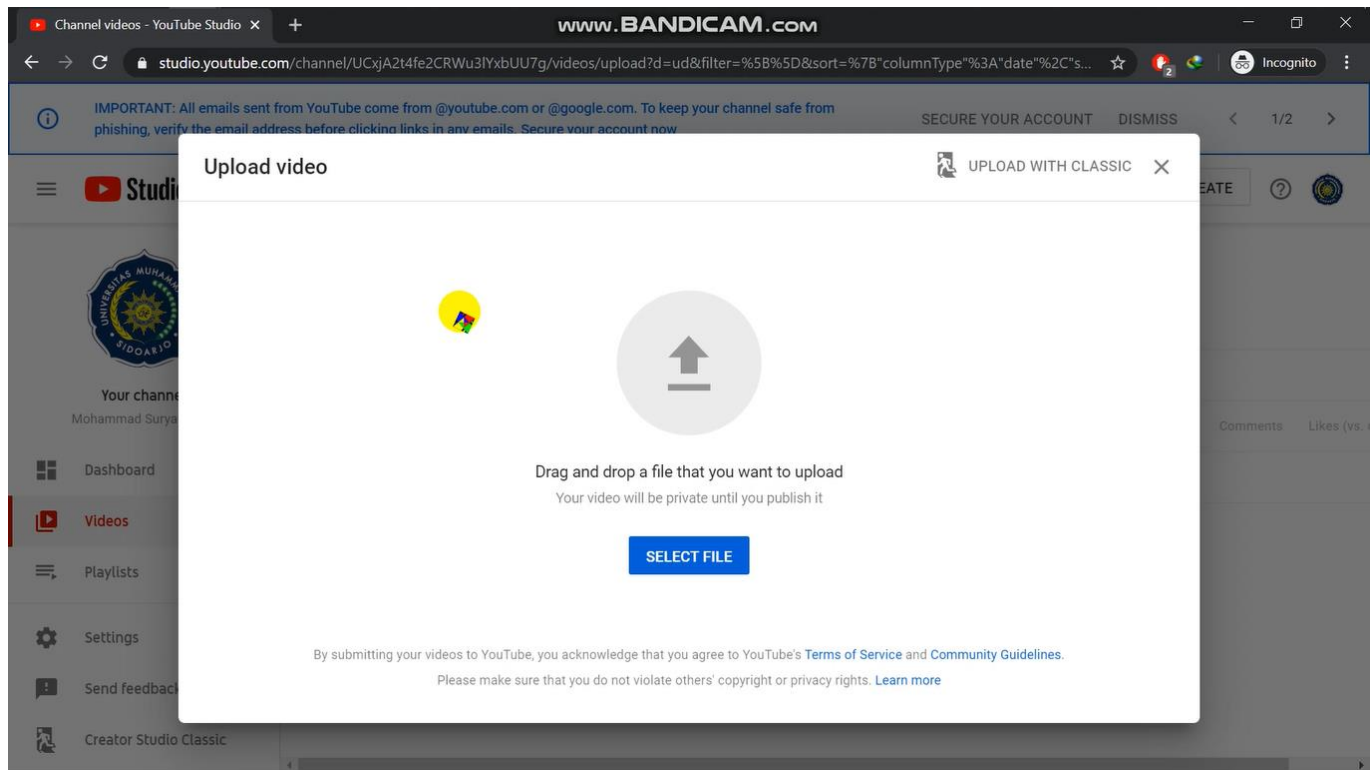 Channel videos - YouTube Studio
www.BANDICAM.com
studio.youtube.com/channel/UCxjA2t4fe2CRWu3lYxbUU7g/videos/upload?d=ud&filter=%5B%5D&sort=%7B"columnType"%3A"date"%2C"s...
2
Incognito
IMPORTANT: All emails sent from YouTube come from @youtube.com or @google.com. To keep your channel safe from
phishing, verify the email address before clicking links in any emails. Secure your account now
SECURE YOUR ACCOUNT
DISMISS
1/2
Upload video
UPLOAD WITH CLASSIC
Studi
EATE
UNIVERSITAS MUHAM
SIDOARJO
Your channe
Mohammad Surya
Comments
Likes (vs.
Dashboard
Videos
Playlists
Settings
Send feedback
Creator Studio Classic
Drag and drop a file that you want to upload
Your video will be private until you publish it
SELECT FILE
By submitting your videos to YouTube, you acknowledge that you agree to YouTube's Terms of Service and Community Guidelines.
Please make sure that you do not violate others' copyright or privacy rights. Learn more